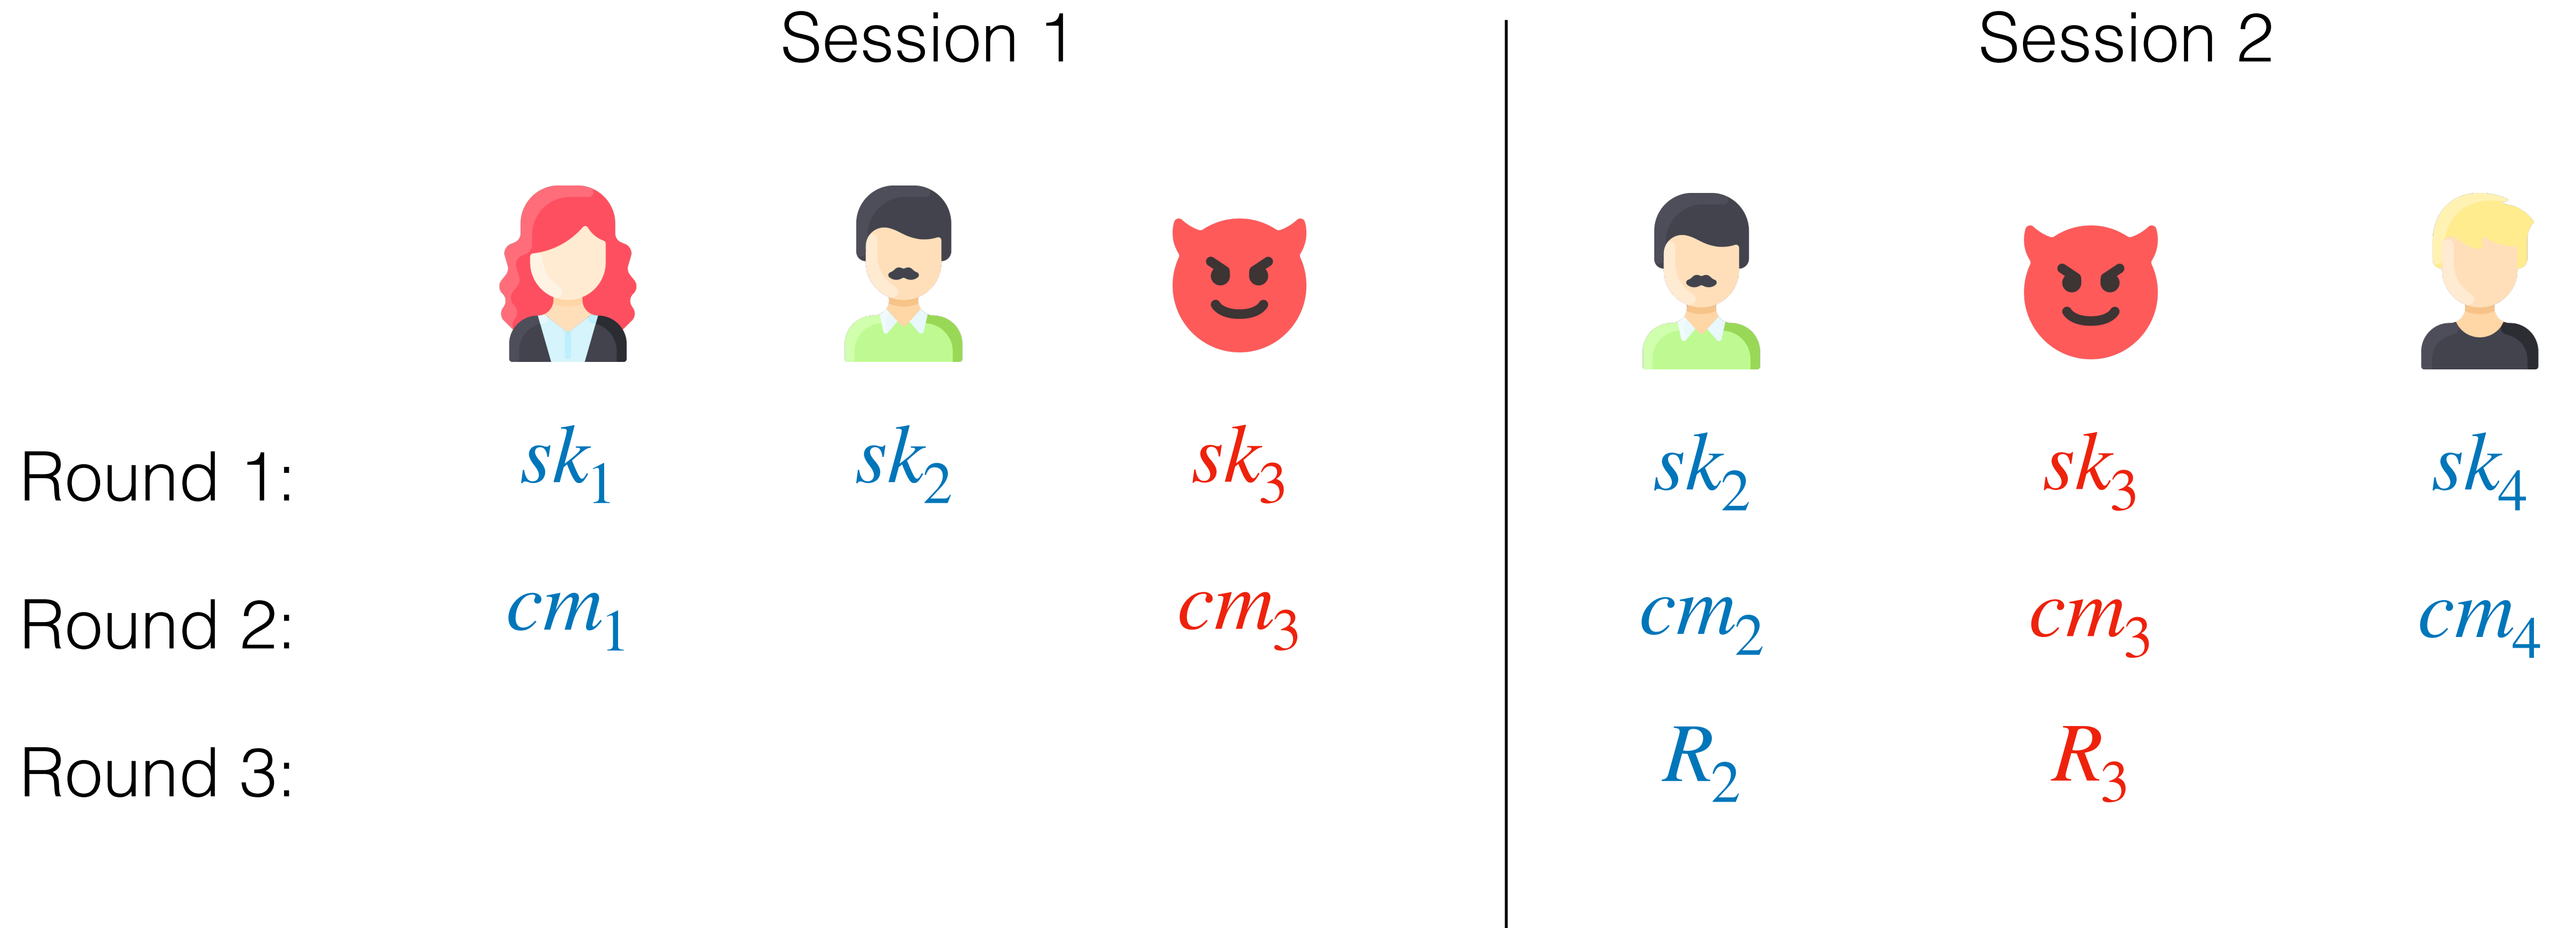 Session 1 Session 2
Round 1: sk₁ sk₂ sk₃ sk₂ sk₃ sk₄
Round 2: cm₁ cm₃ cm₂ cm₃ cm₄
Round 3: R₂ R₃